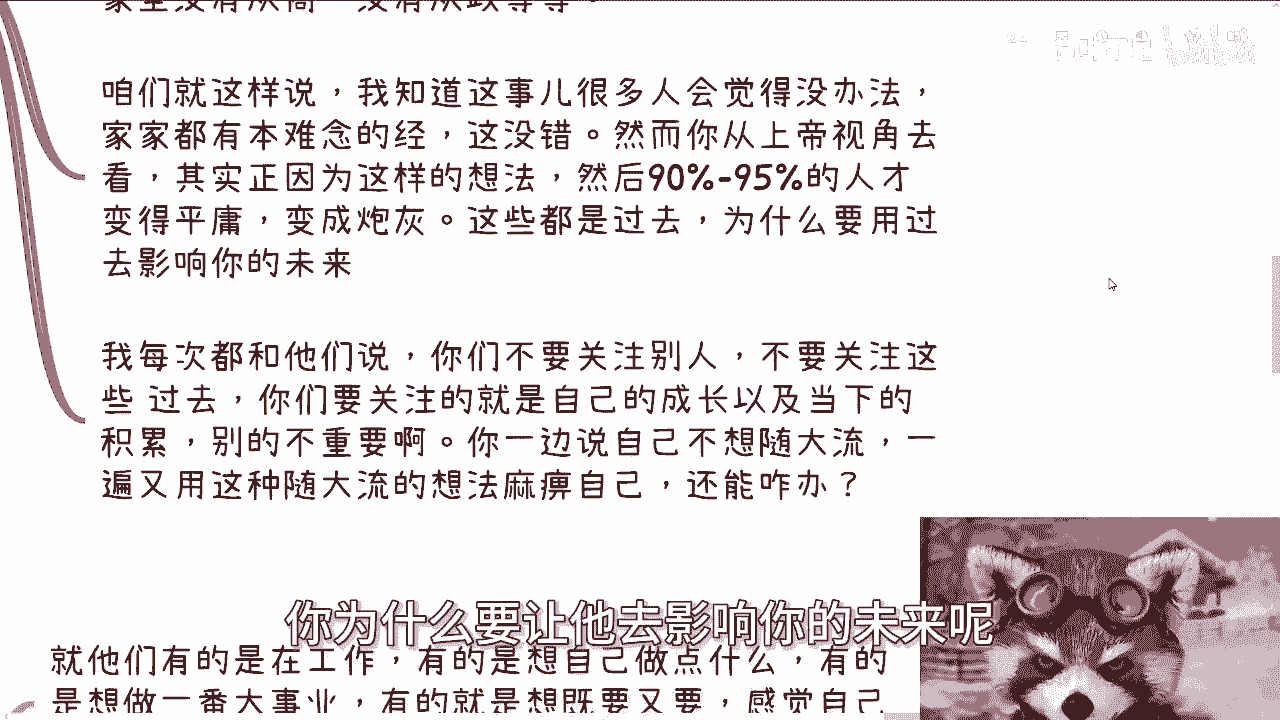 咱们就这样说，我知道这事儿很多人会觉得没办法，
家家都有本难念的经，这没错。然而你从上帝视角去
看，其实正因为这样的想法，然后90%-95%的人才
变得平庸，变成炮灰。这些都是过去，为什么要用过
去影响你的未来
我每次都和他们说，你们不要关注别人，不要关注这
些 过去，你们要关注的就是自己的成长以及当下的
积累，别的不重要啊。你一边说自己不想随大流，一
遍又用这种随大流的想法麻痹自己，还能咋办？
你为什么要让他去影响你的未来呢
就他们有的是在工作，有的是想自己做点什么，有的
是想做一番大事业，有的就是想既要又要，感觉自己